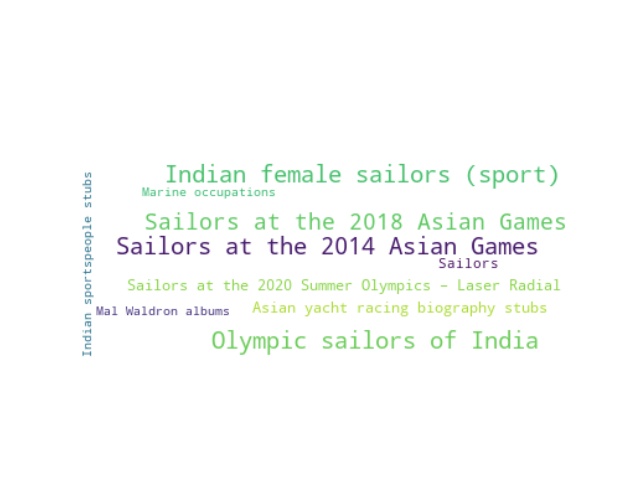 Indian female sailors (sport)
Marine occupations
Sailors at the 2018 Asian Games
Sailors at the 2014 Asian Games
Sailors
Sailors at the 2020 Summer Olympics – Laser Radial
Asian yacht racing biography stubs
Mal Waldron albums
Olympic sailors of India
Indian sportspeople stubs